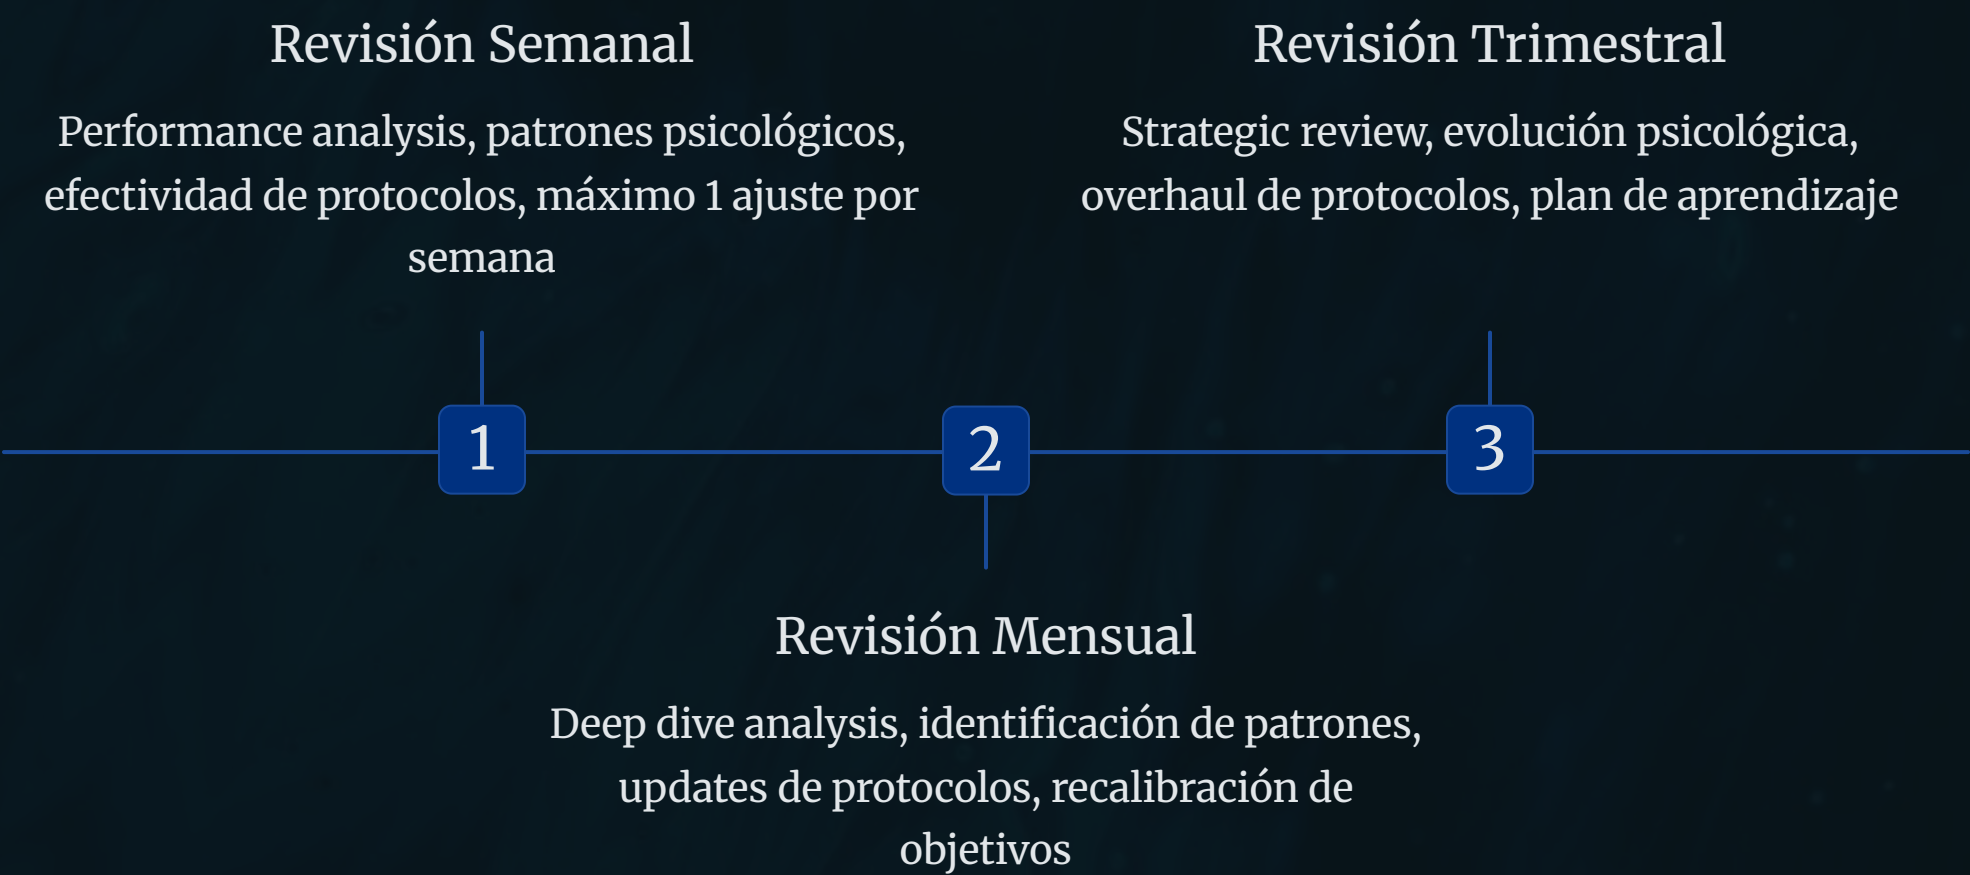 Revisión Semanal
Performance analysis, patrones psicológicos,
efectividad de protocolos, máximo 1 ajuste por
semana
Revisión Trimestral
Strategic review, evolución psicológica,
overhaul de protocolos, plan de aprendizaje
1
2
3
Revisión Mensual
Deep dive analysis, identificación de patrones,
updates de protocolos, recalibración de
objetivos